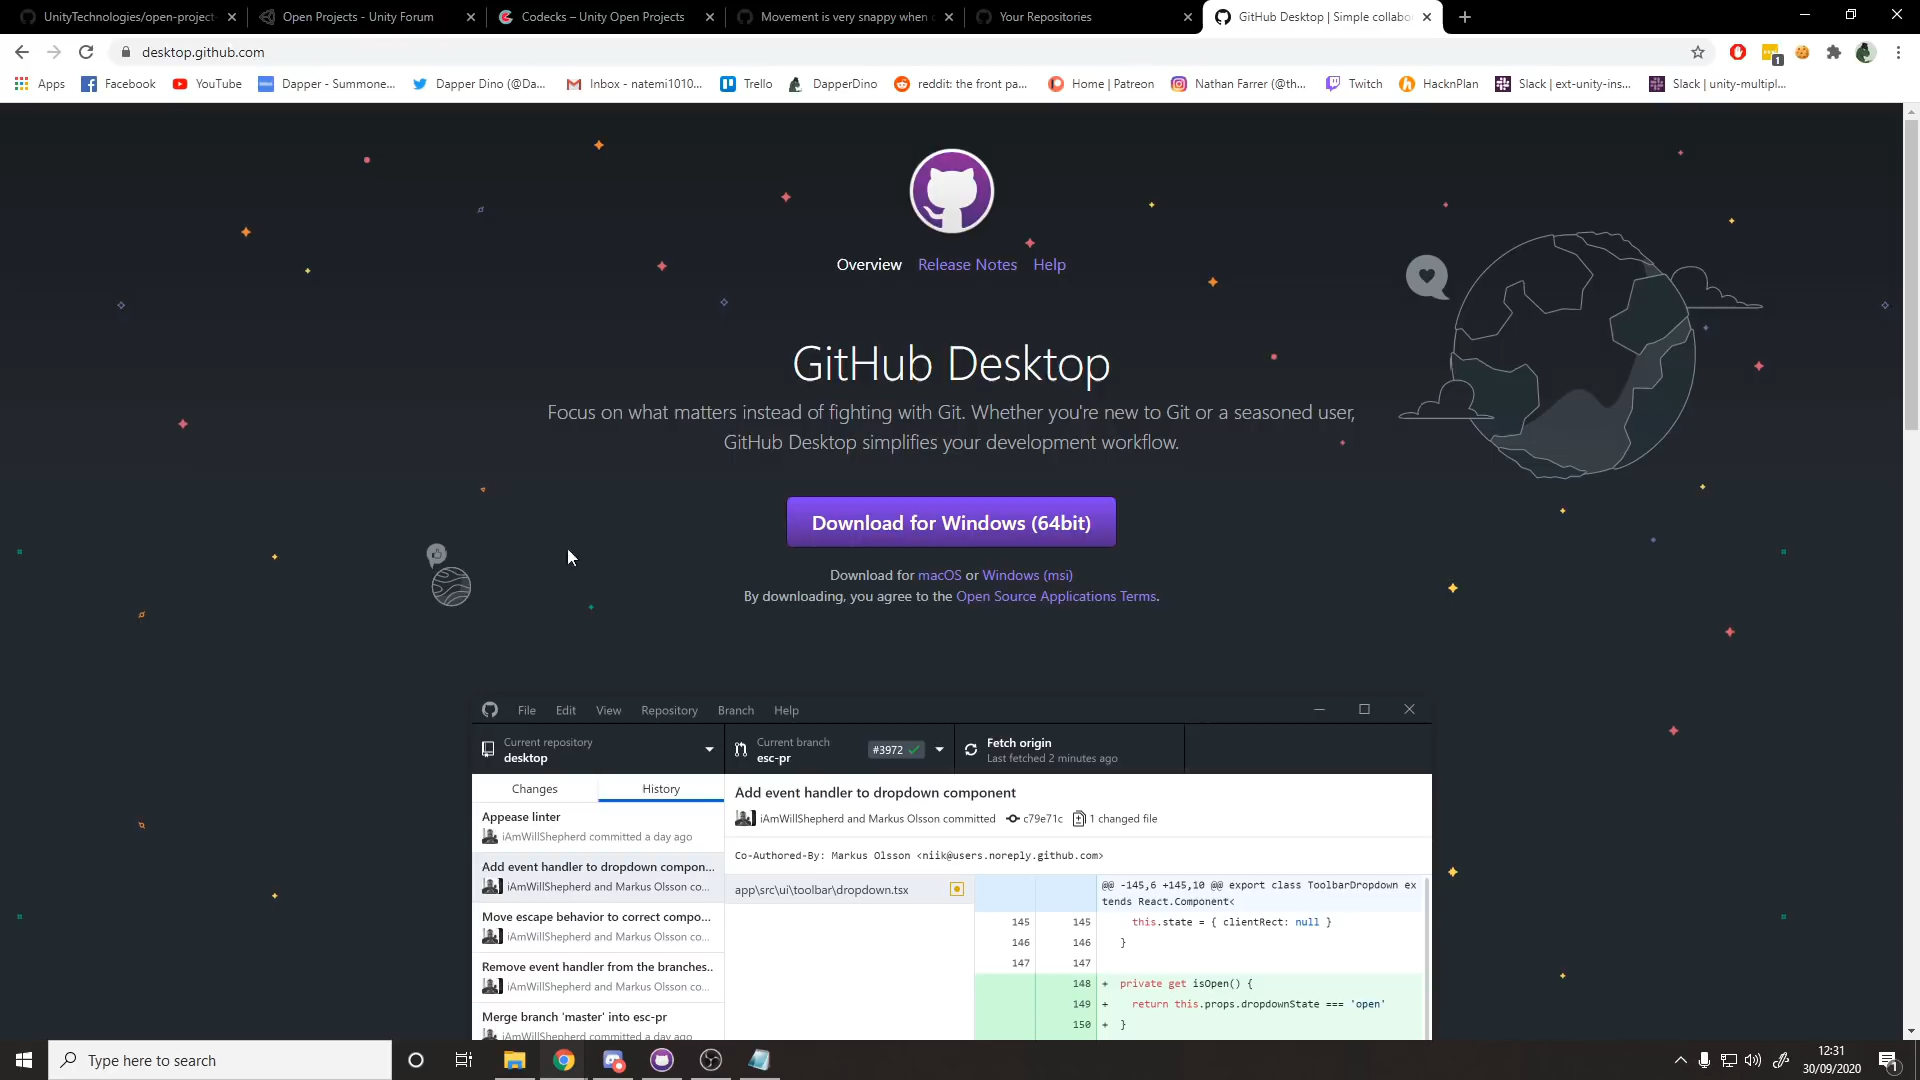 UnityTechnologies/open-project-
Open Projects - Unity Forum
Codecks – Unity Open Projects
Movement is very snappy when
Your Repositories
GitHub Desktop | Simple collabo
desktop.github.com
1
Apps
Facebook
YouTube
Dapper - Summone...
Dapper Dino (@Da...
Inbox - natemi1010...
Trello
DapperDino
reddit: the front pa...
Home | Patreon
Nathan Farrer (@th...
Twitch
HacknPlan
Slack | ext-unity-ins...
Slack | unity-multipl...
Overview Release Notes Help
GitHub Desktop
Focus on what matters instead of fighting with Git. Whether you're new to Git or a seasoned user,
GitHub Desktop simplifies your development workflow.
Download for Windows (64bit)
Download for macOS or Windows (msi)
By downloading, you agree to the Open Source Applications Terms.
File Edit View Repository Branch Help
Current repository
desktop
Current branch
esc-pr
#3972
Fetch origin
Last fetched 2 minutes ago
Changes
History
Appease linter
iAmWillShepherd committed a day ago
Add event handler to dropdown compon...
iAmWillShepherd and Markus Olsson co...
Move escape behavior to correct compo...
iAmWillShepherd and Markus Olsson co...
Remove event handler from the branches..
iAmWillShepherd and Markus Olsson co...
Merge branch 'master' into esc-pr
iAmWillShepherd committed a day ago
Add event handler to dropdown component
iAmWillShepherd and Markus Olsson committed
c79e71c
1 changed file
Co-Authored-By: Markus Olsson <niik@users.noreply.github.com>
app\src\ui\toolbar\dropdown.tsx
@@ -145,6 +145,10 @@ export class ToolbarDropdown ex
tends React.Component<
145 145 this.state = { clientRect: null }
146 146 }
147 147
148 + private get isOpen() {
149 + return this.props.dropdownState === 'open'
150 + }
Type here to search
12:31
30/09/2020
1